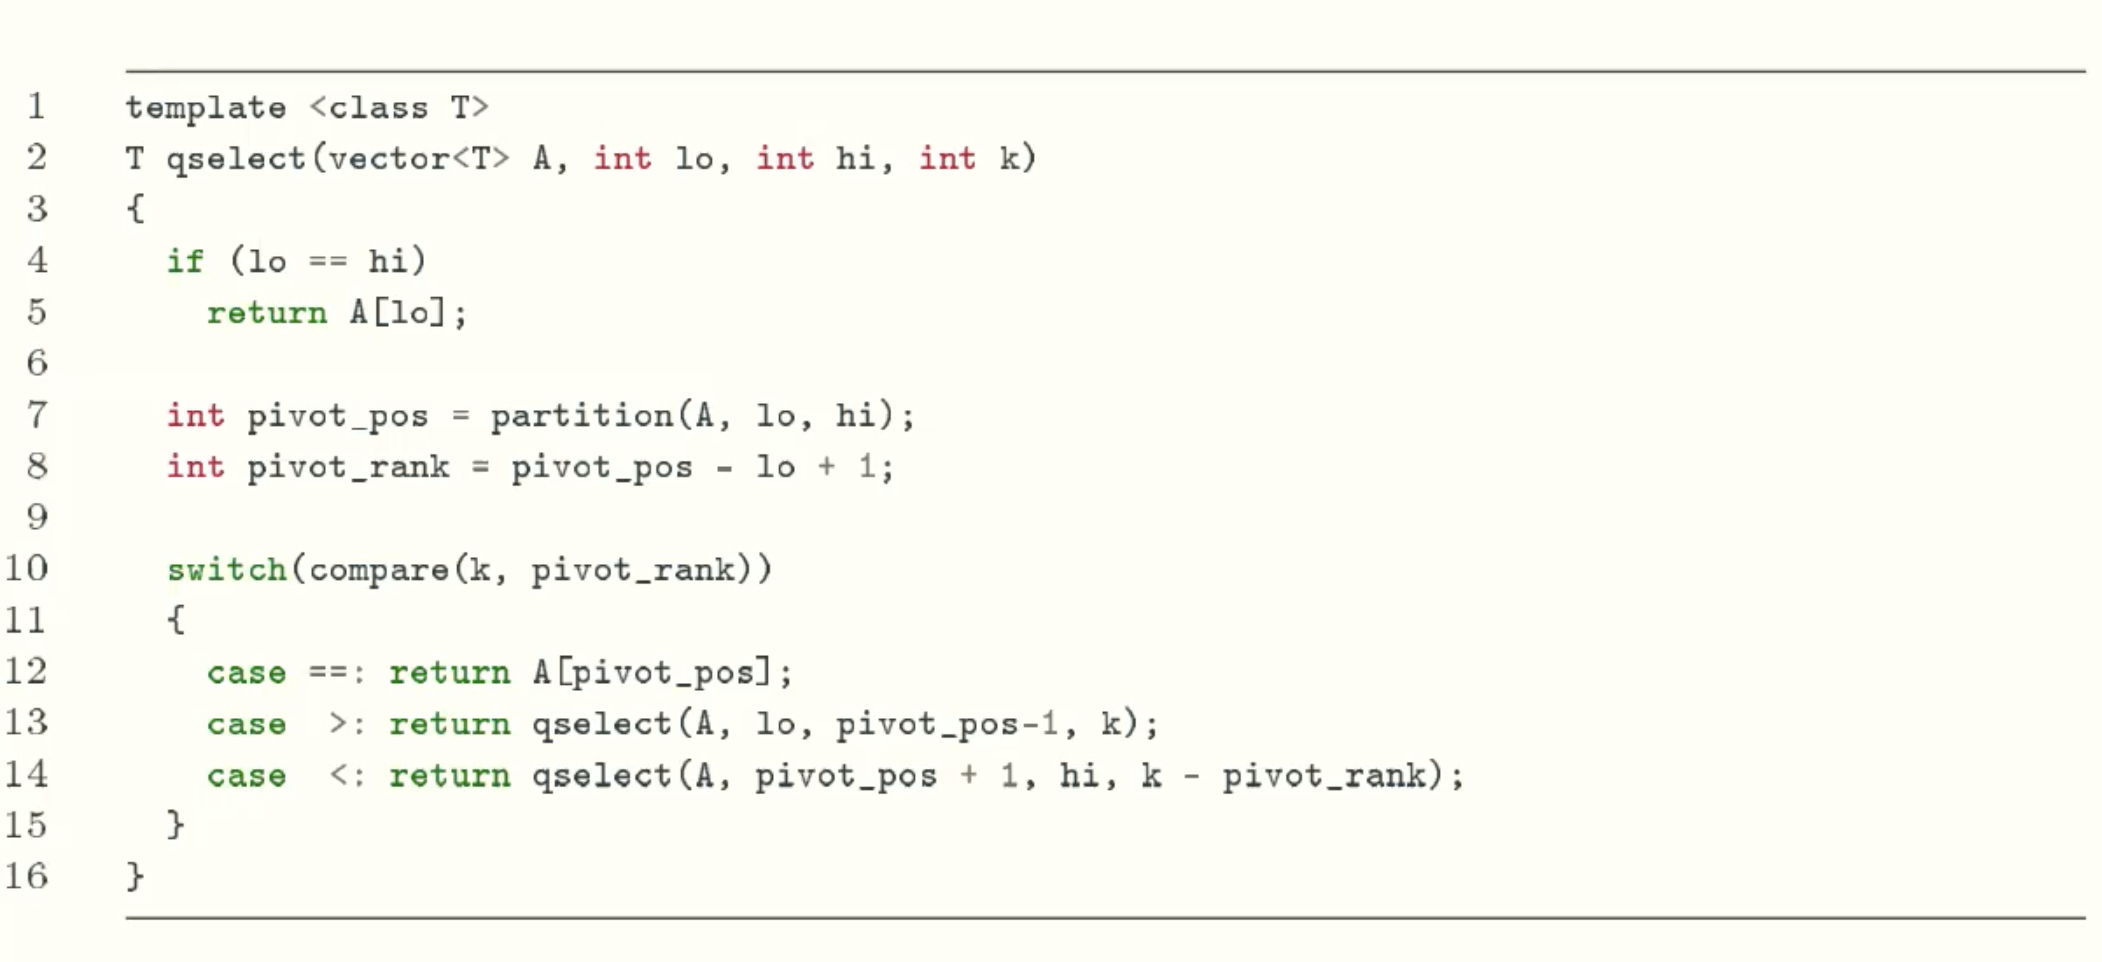 1 template <class T>
2 T qselect(vector<T> A, int lo, int hi, int k)
3 {
4 if (lo == hi)
5 return A[lo];
6
7 int pivot_pos = partition(A, lo, hi);
8 int pivot_rank = pivot_pos - lo + 1;
9
10 switch(compare(k, pivot_rank))
11 {
12 case ==: return A[pivot_pos];
13 case >: return qselect(A, lo, pivot_pos-1, k);
14 case <: return qselect(A, pivot_pos + 1, hi, k - pivot_rank);
15 }
16 }